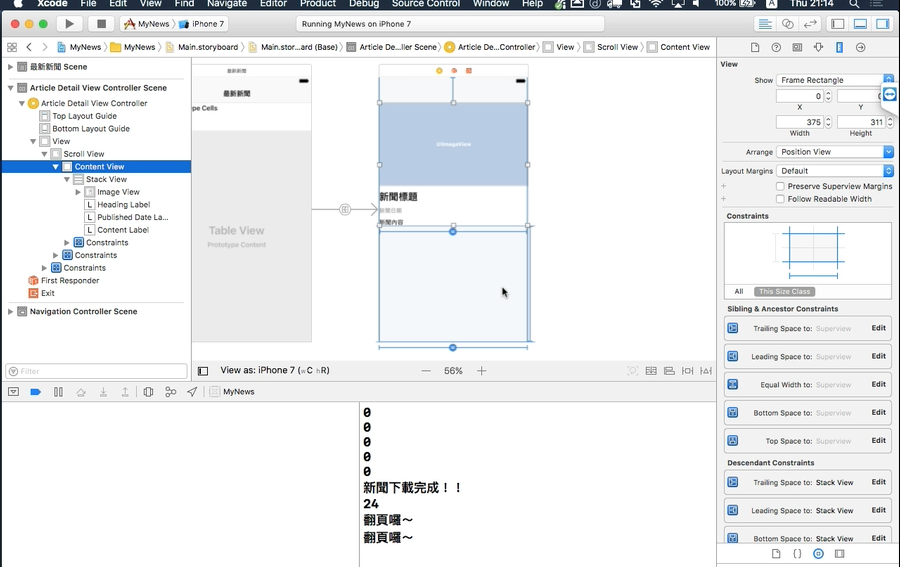 Xcode File Edit View Find Navigate Editor Product Debug Source Control Window Help 100% Thu 21:14
MyNews iPhone 7 Running MyNews on iPhone 7
MyNews MyNews Main.storyboard Main.stor...ard (Base) Article De...ller Scene) Article De...Controller) View Scroll View Content View
最新新聞 Scene
Article Detail View Controller Scene
Article Detail View Controller
Top Layout Guide
Bottom Layout Guide
View
Scroll View
Content View
Stack View
Image View
Heading Label
Published Date La...
Content Label
Constraints
Constraints
Constraints
First Responder
Exit
Navigation Controller Scene
Filter
最新新聞
最新新聞
pe Cells
Table View
Prototype Content
UIImageView
新聞標題
新聞日期
新聞內容
View as: iPhone 7 (wC hR)
56%
MyNews
0
0
0
0
0
新聞下載完成！！
24
翻頁囉～
翻頁囉～
View
Show Frame Rectangle
0
X Y
375 311
Width Height
Arrange Position View
Layout Margins Default
Preserve Superview Margins
Follow Readable Width
Constraints
All This Size Class
Sibling & Ancestor Constraints
Trailing Space to: Superview Edit
Leading Space to: Superview Edit
Equal Width to: Superview Edit
Bottom Space to: Superview Edit
Top Space to: Superview Edit
Descendant Constraints
Trailing Space to: Stack View Edit
Leading Space to: Stack View Edit
Bottom Space to: Stack View Edit